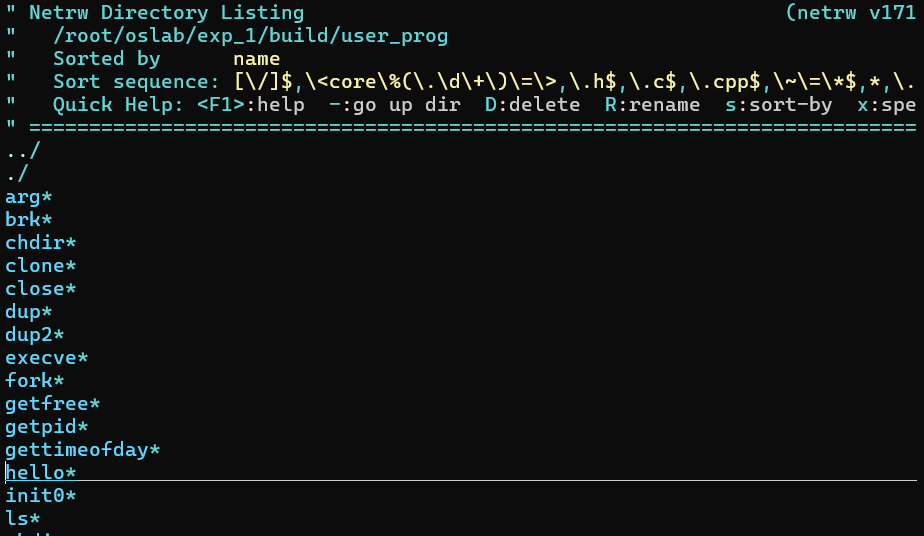 " Netrw Directory Listing                                        (netrw v171
"   /root/oslab/exp_1/build/user_prog
"   Sorted by      name
"   Sort sequence: [\/]$,\<core\%(\.\d\+\)\=\>,\.h$,\.c$,\.cpp$,\~\=\*$,*,\.
"   Quick Help: <F1>:help  -:go up dir  D:delete  R:rename  s:sort-by  x:spe
" ==========================================================================
../
./
arg*
brk*
chdir*
clone*
close*
dup*
dup2*
execve*
fork*
getfree*
getpid*
gettimeofday*
hello*
init0*
ls*